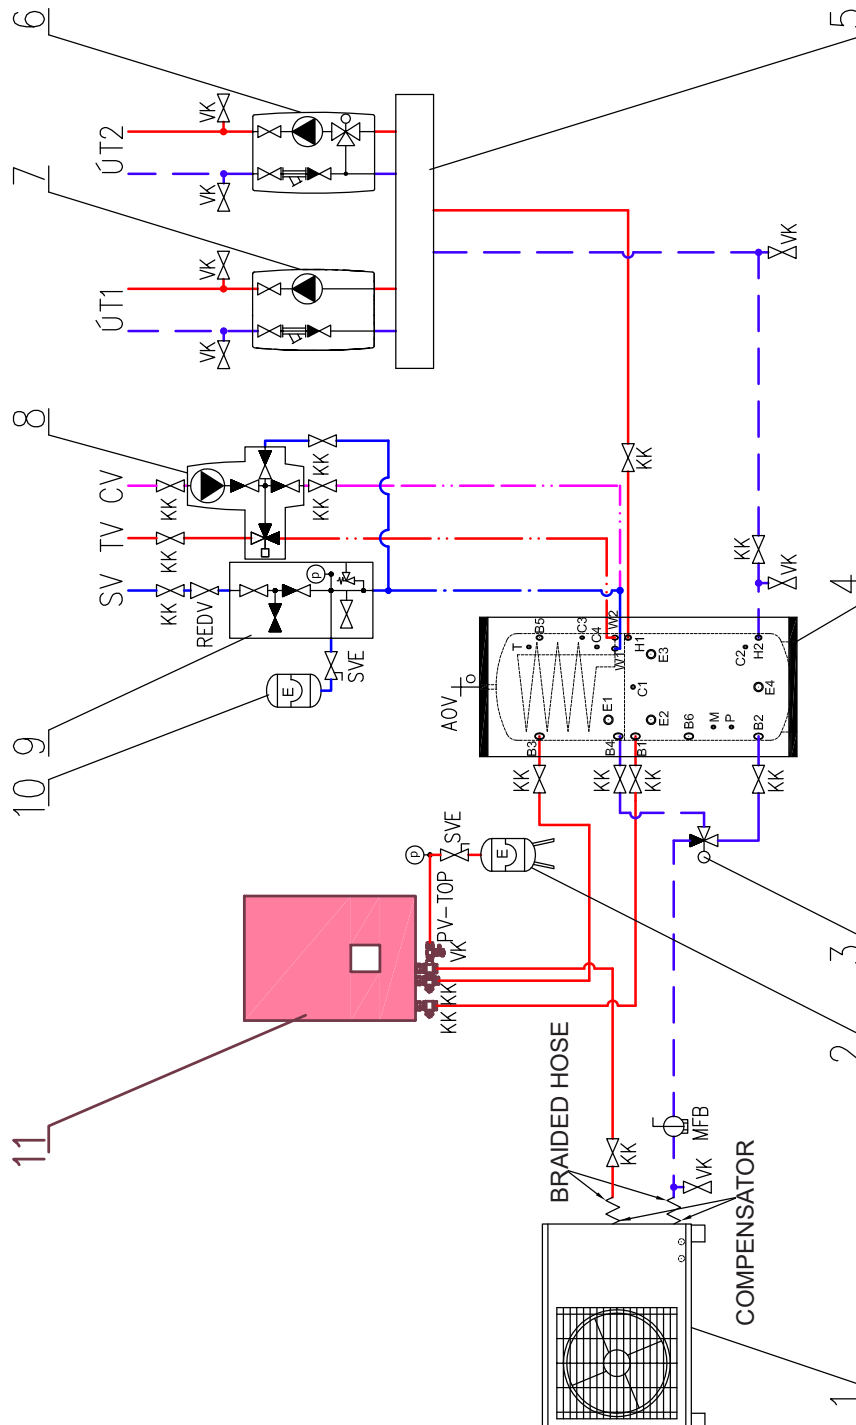 6
5
7
8
9
10
11
4
3
2
1
ÚT2
ÚT1
CV
TV
SV
VK
VK
VK
VK
KK
KK
KK
KK
KK
REDV
P
SVE
E
KK
VK
KK
VK
AOV
T
B5
C3
C4
W2
W1
H1
E3
C1
C2
H2
E1
E2
E4
B6
M
P
B3
B4
B1
B2
KK
KK
KK
KK
P
SVE
E
PV-TOP
VK
KK KK
BRAIDED HOSE
KK
MFB
VK
COMPENSATOR